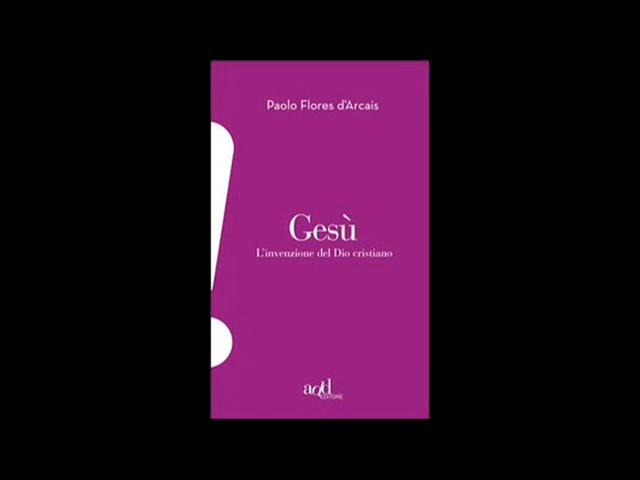 Paolo Flores d'Arcais
Gesù
L'invenzione del Dio cristiano
add
EDITORE